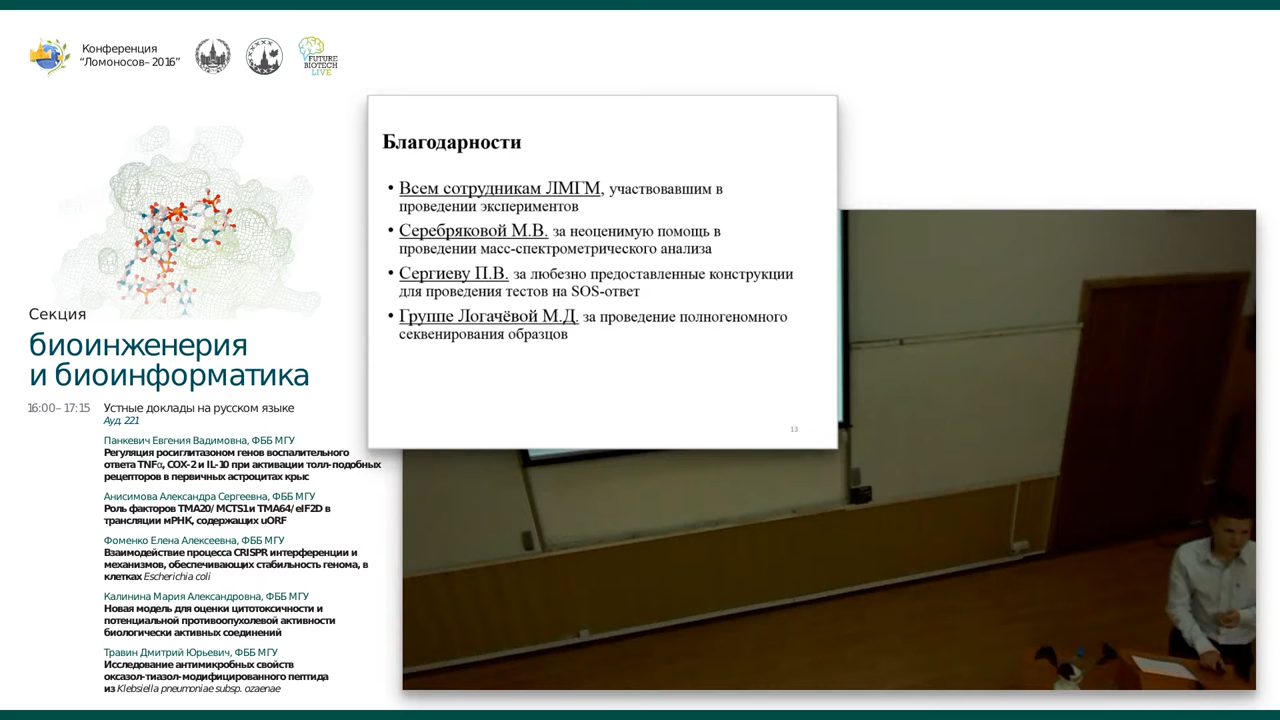 Конференция
“Ломоносов–2016”
FUTURE
BIOTECH
LIVE
Благодарности
• Всем сотрудникам ЛМГМ, участвовавшим в
проведении экспериментов
• Серебряковой М.В. за неоценимую помощь в
проведении масс-спектрометрического анализа
• Сергиеву П.В. за любезно предоставленные конструкции
для проведения тестов на SOS-ответ
• Группе Логачёвой М.Д. за проведение полногеномного
секвенирования образцов
13
Секция
биоинженерия
и биоинформатика
16:00–17:15 Устные доклады на русском языке
Ауд. 221
Панкевич Евгения Вадимовна, ФББ МГУ
Регуляция росиглитазоном генов воспалительного
ответа TNFα, COX-2 и IL-10 при активации толл-подобных
рецепторов в первичных астроцитах крыс
Анисимова Александра Сергеевна, ФББ МГУ
Роль факторов TMA20/MCTS1и TMA64/eIF2D в
трансляции мРНК, содержащих uORF
Фоменко Елена Алексеевна, ФББ МГУ
Взаимодействие процесса CRISPR интерференции и
механизмов, обеспечивающих стабильность генома, в
клетках Escherichia coli
Калинина Мария Александровна, ФББ МГУ
Новая модель для оценки цитотоксичности и
потенциальной противоопухолевой активности
биологически активных соединений
Травин Дмитрий Юрьевич, ФББ МГУ
Исследование антимикробных свойств
оксазол-тиазол-модифицированного пептида
из Klebsiella pneumoniae subsp. ozaenae